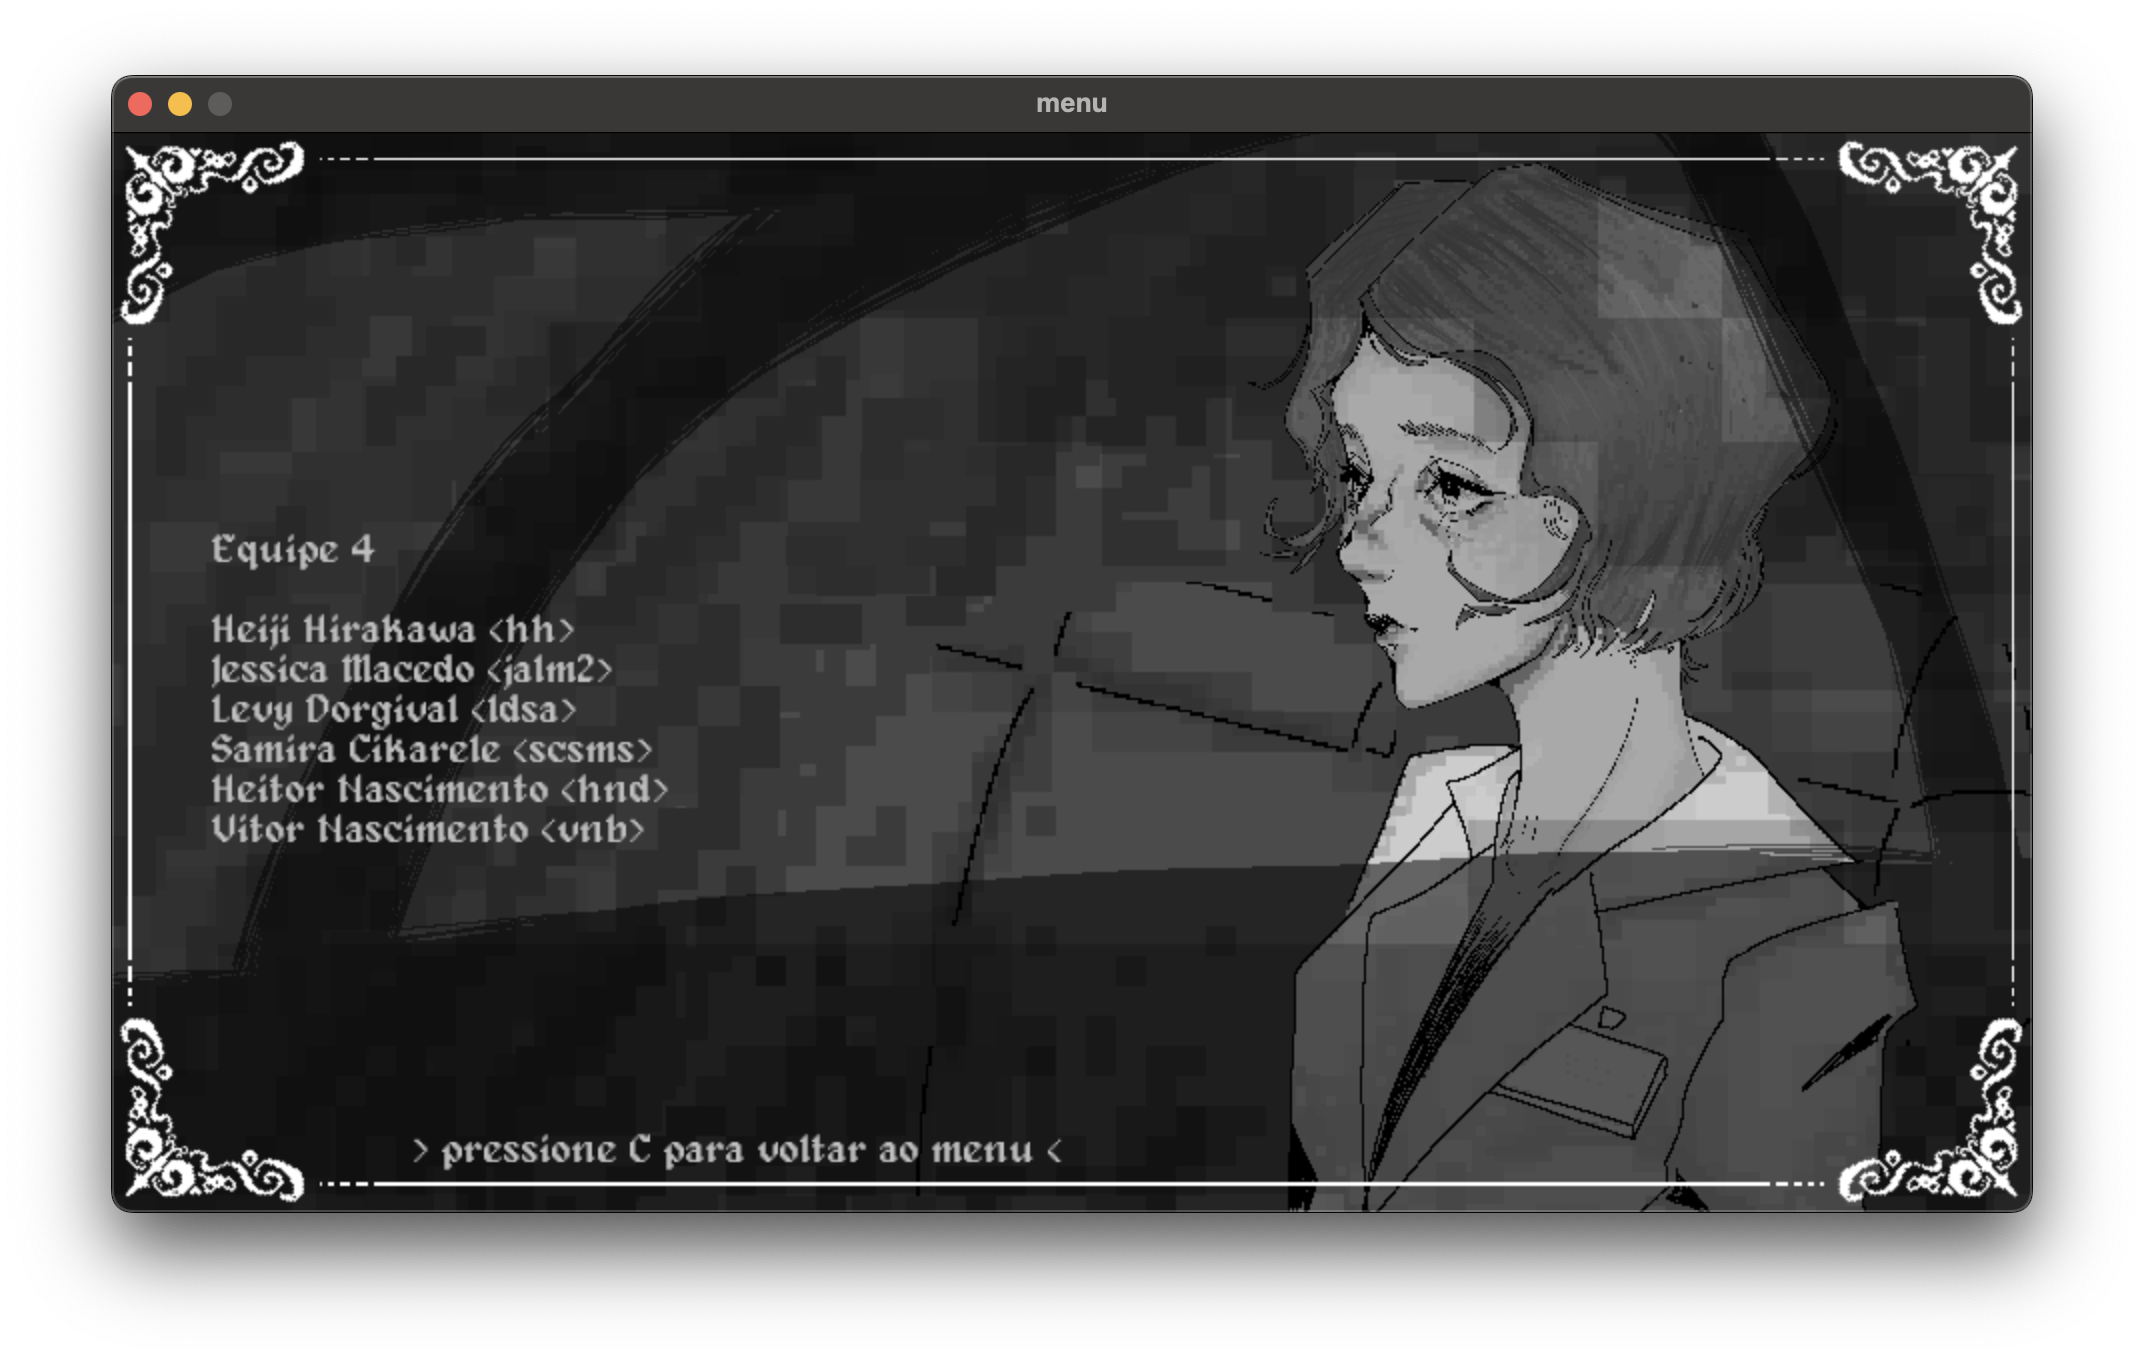 menu
Equipe 4
Heiji Hirakawa <hh>
Jessica Macedo <jalm2>
Levy Dorgival <ldsa>
Samira Cikarele <scsms>
Heitor Nascimento <hnd>
Vitor Nascimento <vnb>
> pressione C para voltar ao menu <